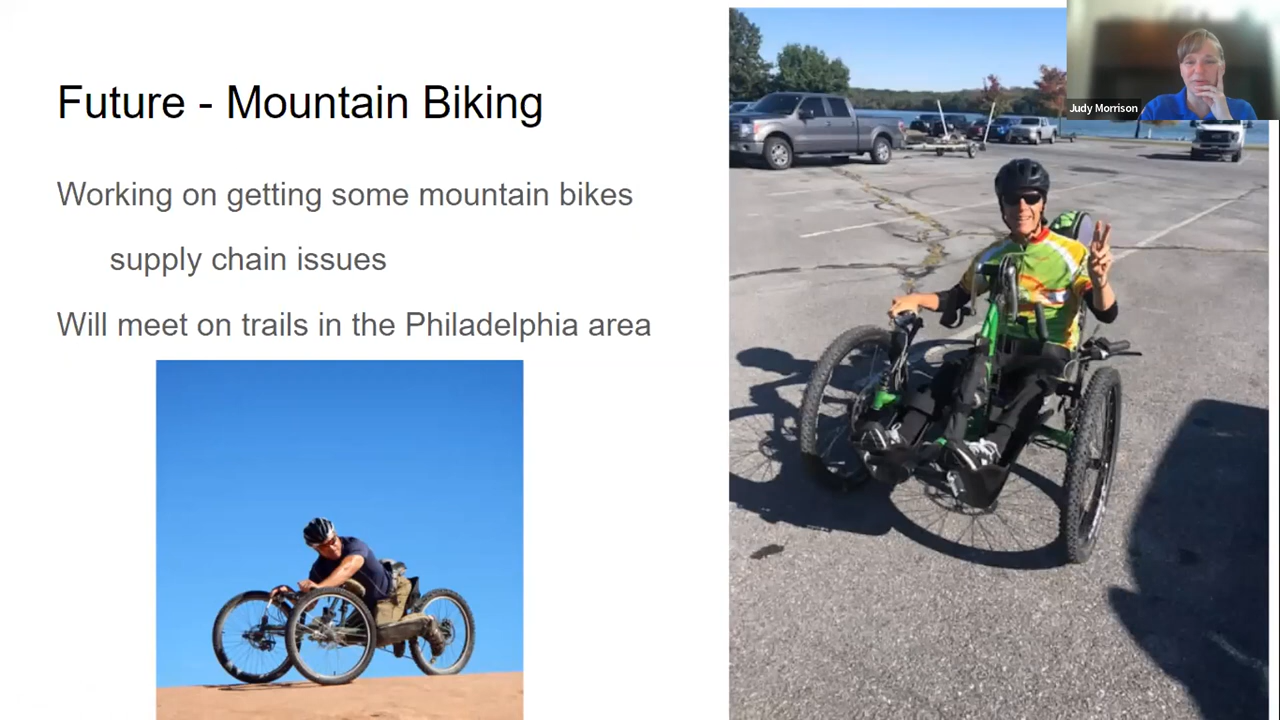 Future - Mountain Biking
Working on getting some mountain bikes
supply chain issues
Will meet on trails in the Philadelphia area
Judy Morrison